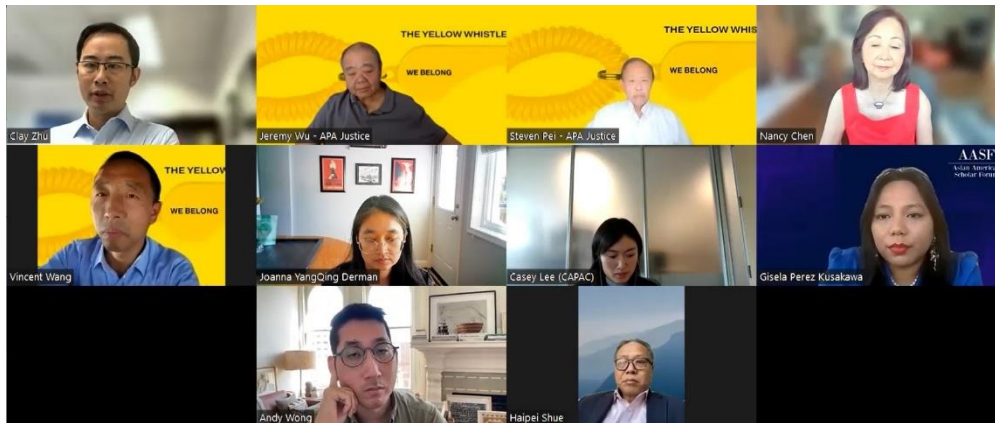 Clay Zhu
THE YELLOW WHISTLE
WE BELONG
Jeremy Wu - APA Justice
THE YELLOW WHIS
WE BELONG
Steven Pei - APA Justice
Nancy Chen
THE YELLOW
WE BELONG
Vincent Wang
Joanna YangQing Derman
Casey Lee (CAPAC)
AASF
Asian America
Scholar Forum
Gisela Perez Kusakawa
Andy Wong
Haipei Shue